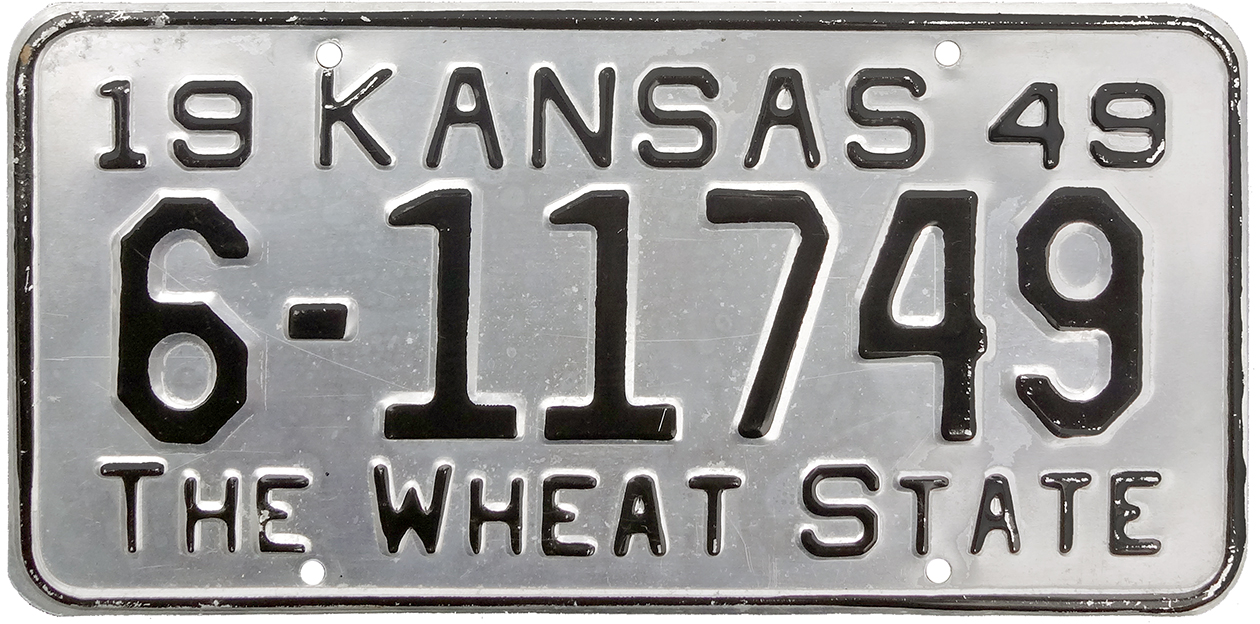 19 KANSAS 49
6-11749
THE WHEAT STATE